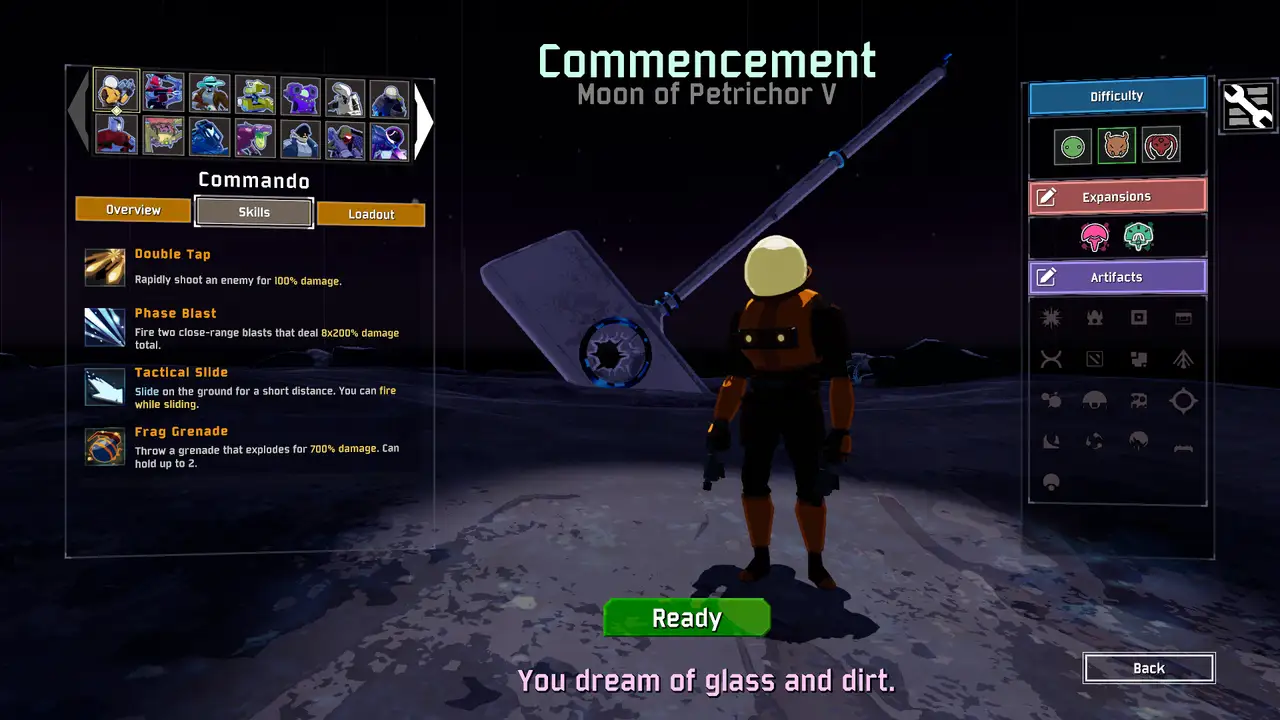 Commencement
Moon of Petrichor V
Commando
Overview
Skills
Loadout
Double Tap
Rapidly shoot an enemy for 100% damage.
Phase Blast
Fire two close-range blasts that deal 8x200% damage
total.
Tactical Slide
Slide on the ground for a short distance. You can fire
while sliding.
Frag Grenade
Throw a grenade that explodes for 700% damage. Can
hold up to 2.
Difficulty
Expansions
Artifacts
Ready
You dream of glass and dirt.
Back